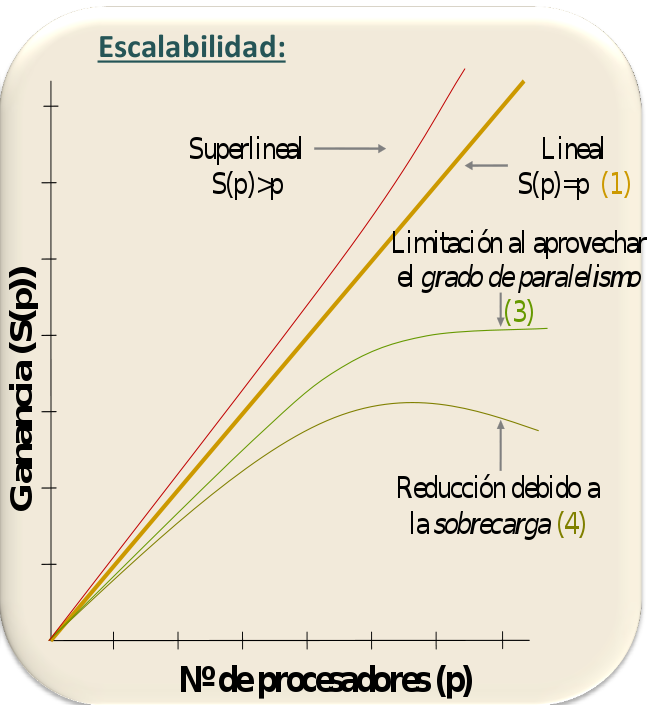 Escalabilidad:
Superlineal
S(p)>p
Lineal
S(p)=p (1)
Limitación al aprovechar
el grado de paralelismo
(3)
Reducción debido a
la sobrecarga (4)
Ganancia (S(p))
Nº de procesadores (p)